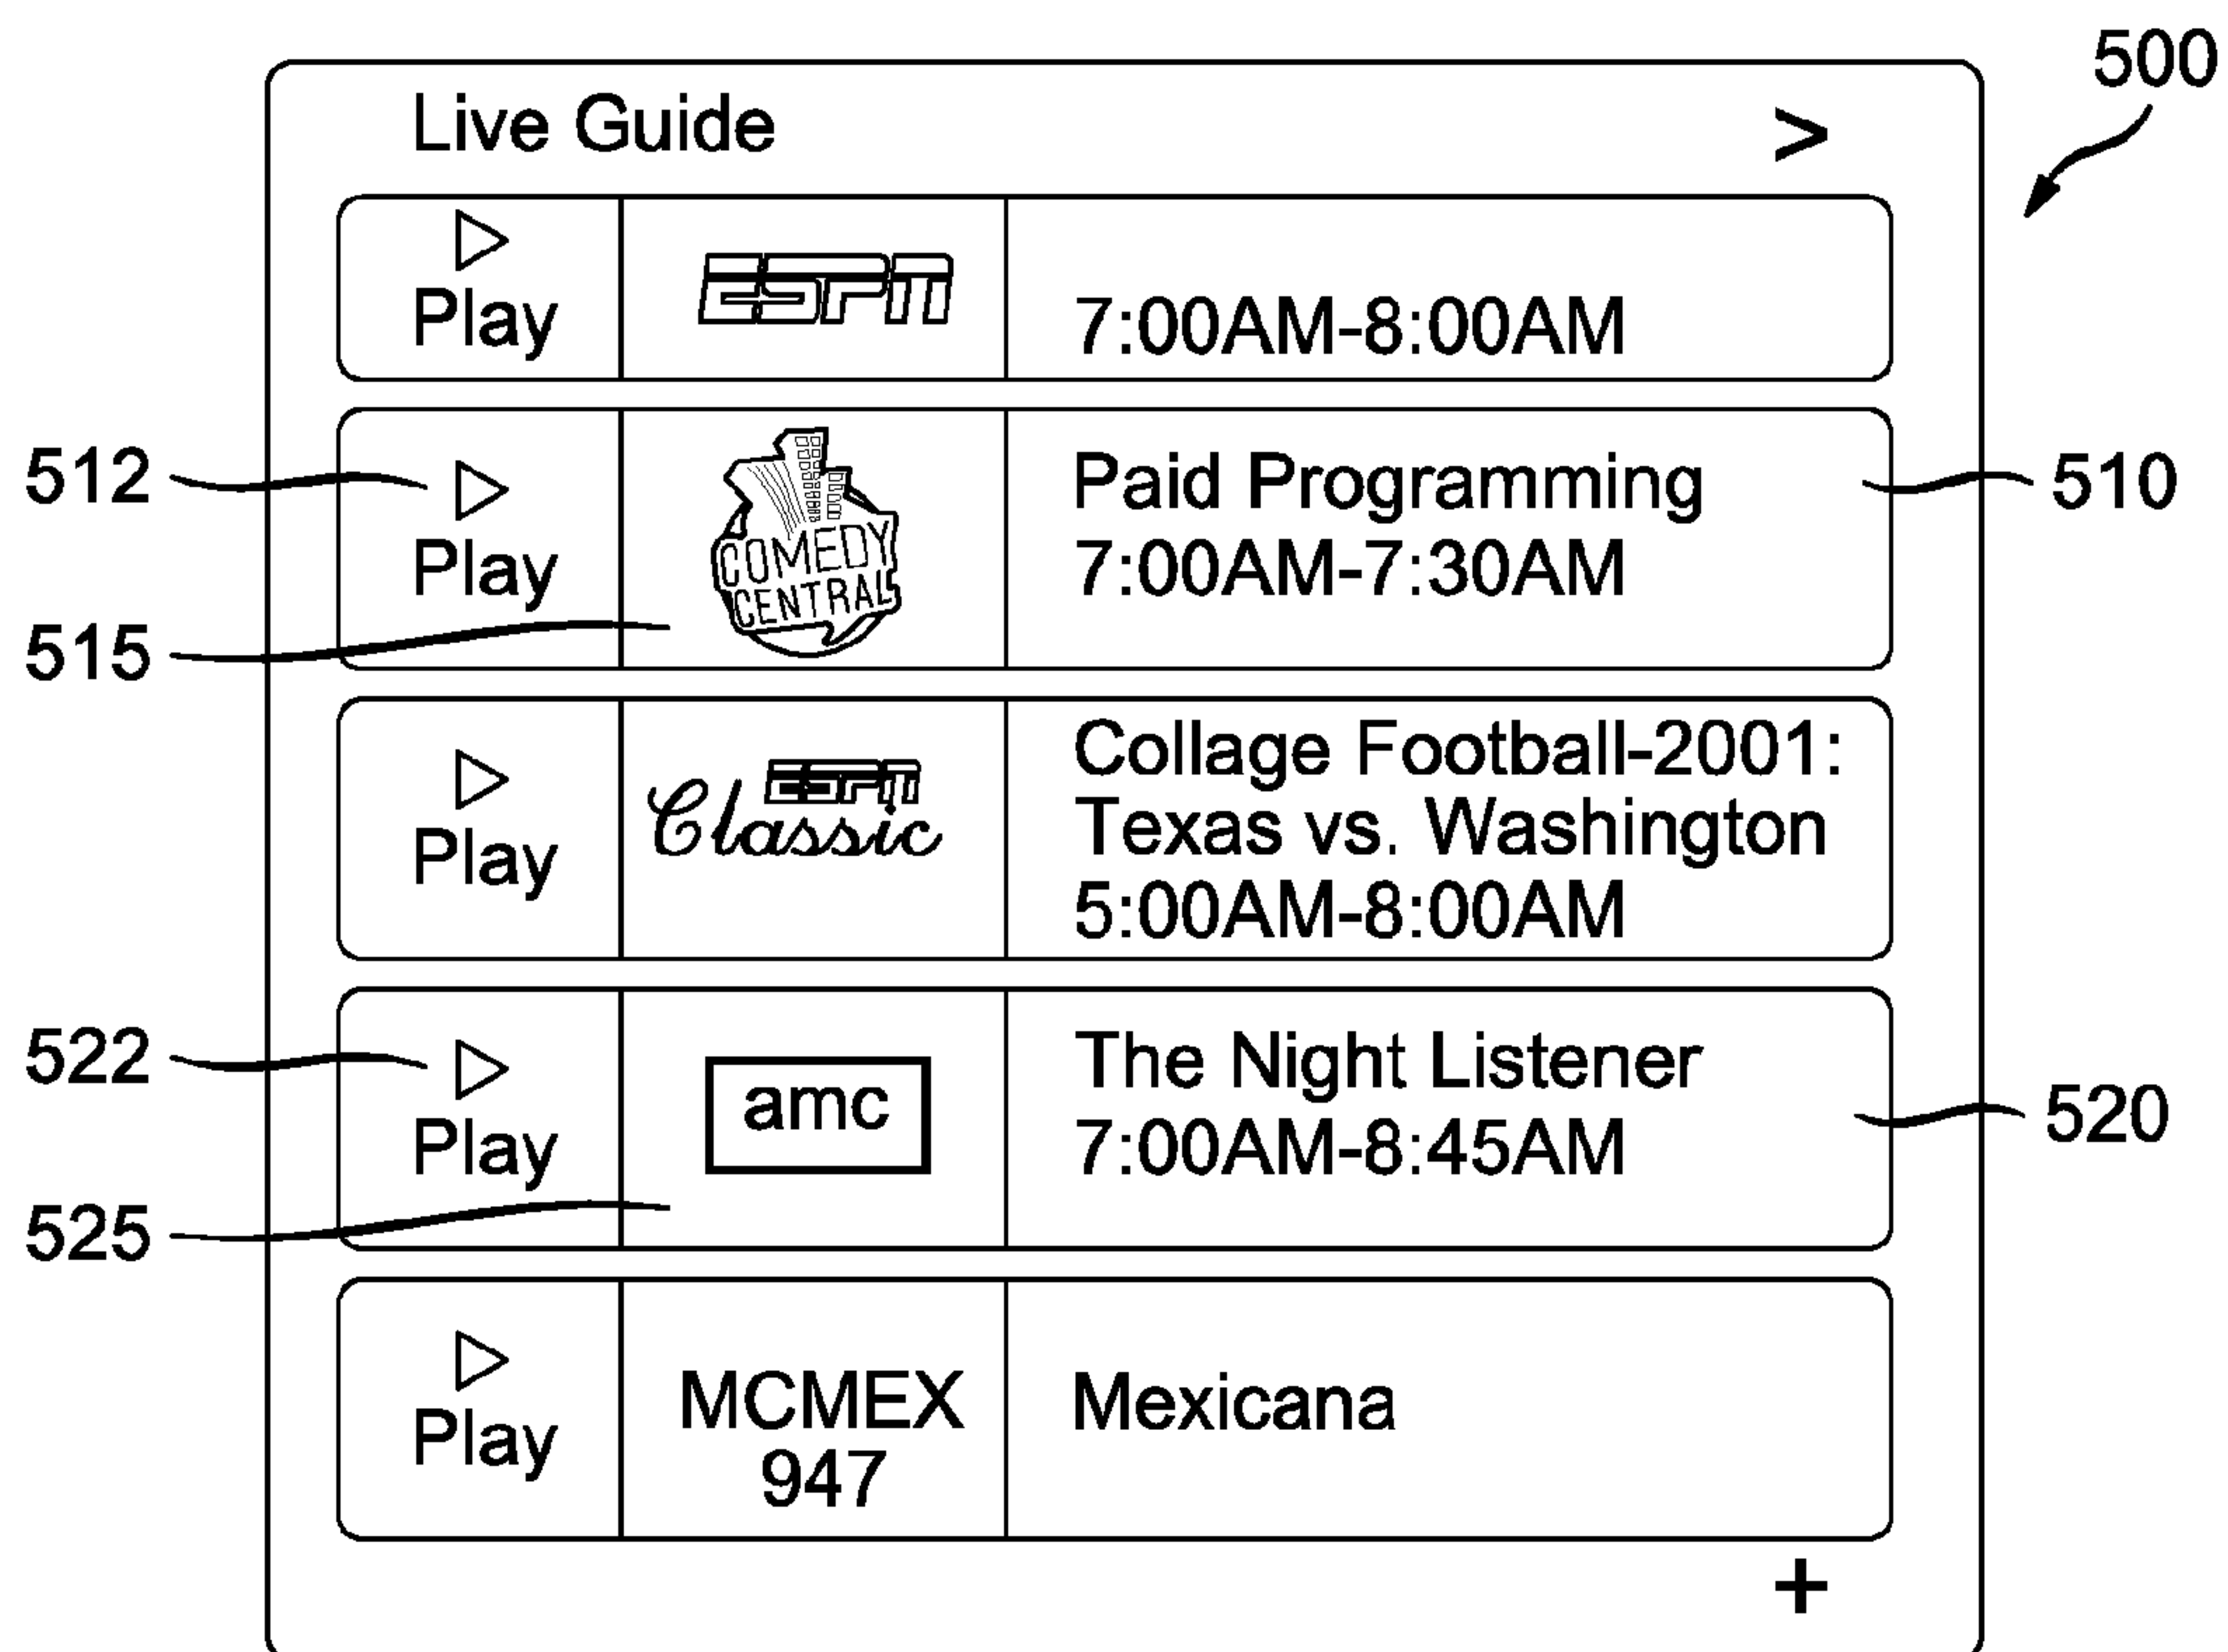 500
Live Guide >
Play
ESPN
7:00AM-8:00AM
512
Play
515
COMEDY
CENTRAL
Paid Programming
7:00AM-7:30AM
510
Play
ESPN
Classic
Collage Football-2001:
Texas vs. Washington
5:00AM-8:00AM
522
Play
525
amc
The Night Listener
7:00AM-8:45AM
520
Play
MCMEX
947
Mexicana
+